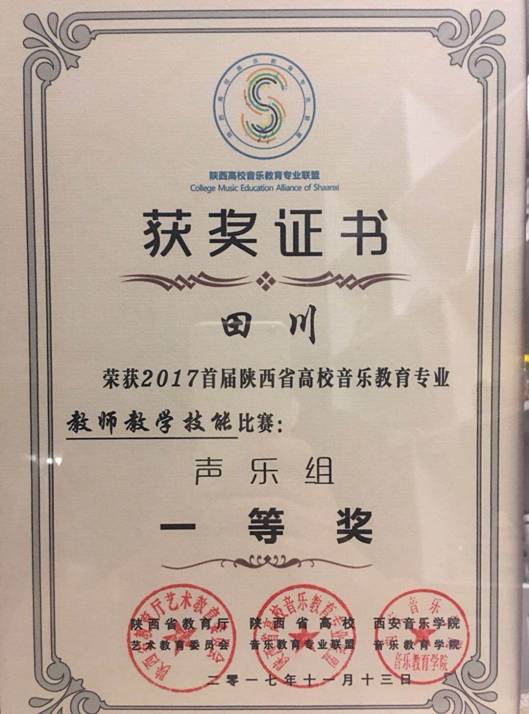 陕西高校音乐教育专业联盟
College Music Education Alliance of Shaanxi
获奖证书
田川
荣获2017首届陕西省高校音乐教育专业
教师教学技能比赛:
声乐组
一等奖
陕西省教育厅 陕西省高校 西安音乐学院
艺术教育委员会 音乐教育专业联盟 音乐教育学院
二零一七年十一月十三日